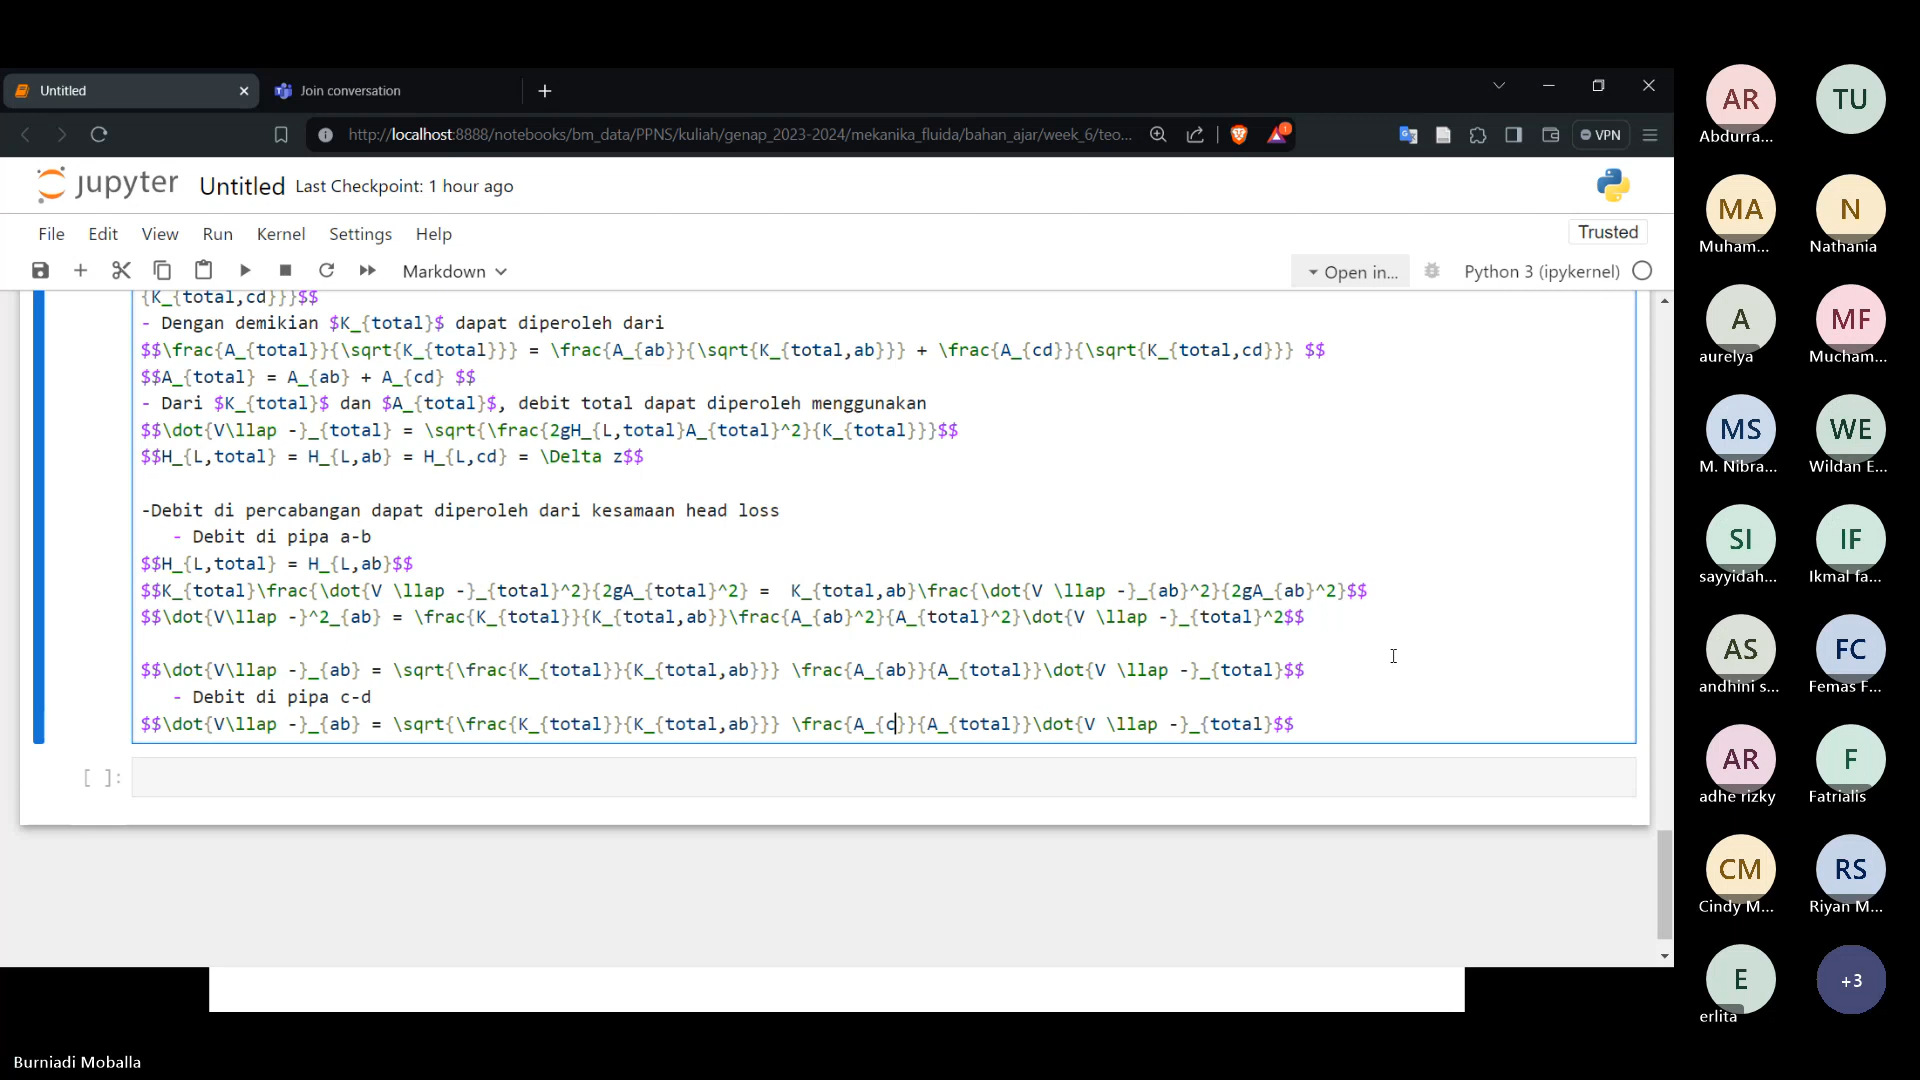 Untitled
Join conversation
http://localhost:8888/notebooks/bm_data/PPNS/kuliah/genap_2023-2024/mekanika_fluida/bahan_ajar/week_6/teo...
VPN
jupyter Untitled Last Checkpoint: 1 hour ago
File Edit View Run Kernel Settings Help
Trusted
Markdown
Open in...
Python 3 (ipykernel)
{K_{total,cd}}}$$
- Dengan demikian $K_{total}$ dapat diperoleh dari
$$\frac{A_{total}}{\sqrt{K_{total}}} = \frac{A_{ab}}{\sqrt{K_{total,ab}}} + \frac{A_{cd}}{\sqrt{K_{total,cd}}} $$
$$A_{total} = A_{ab} + A_{cd} $$
- Dari $K_{total}$ dan $A_{total}$, debit total dapat diperoleh menggunakan
$$\dot{V\llap -}_{total} = \sqrt{\frac{2gH_{L,total}A_{total}^2}{K_{total}}}$$
$$H_{L,total} = H_{L,ab} = H_{L,cd} = \Delta z$$
-Debit di percabangan dapat diperoleh dari kesamaan head loss
- Debit di pipa a-b
$$H_{L,total} = H_{L,ab}$$
$$K_{total}\frac{\dot{V \llap -}_{total}^2}{2gA_{total}^2} =  K_{total,ab}\frac{\dot{V \llap -}_{ab}^2}{2gA_{ab}^2}$$
$$\dot{V\llap -}^2_{ab} = \frac{K_{total}}{K_{total,ab}}\frac{A_{ab}^2}{A_{total}^2}\dot{V \llap -}_{total}^2$$
$$\dot{V\llap -}_{ab} = \sqrt{\frac{K_{total}}{K_{total,ab}}} \frac{A_{ab}}{A_{total}}\dot{V \llap -}_{total}$$
- Debit di pipa c-d
$$\dot{V\llap -}_{ab} = \sqrt{\frac{K_{total}}{K_{total,ab}}} \frac{A_{c}}{A_{total}}\dot{V \llap -}_{total}$$
[ ]:
AR TU
Abdurra...
MA N
Muham... Nathania
A MF
aurelya Mucham...
MS WE
M. Nibra... Wildan E...
SI IF
sayyidah... Ikmal fa...
AS FC
andhini s... Femas F...
AR F
adhe rizky Fatrialis
CM RS
Cindy M... Riyan M...
E +3
erlita
Burniadi Moballa